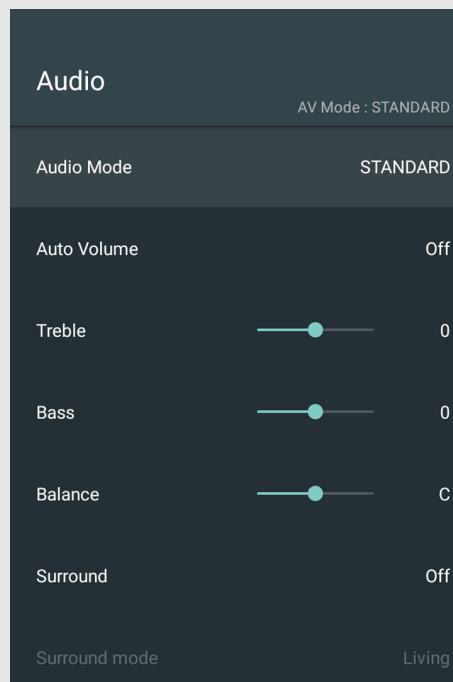 Audio
AV Mode : STANDARD
Audio Mode STANDARD
Auto Volume Off
Treble 0
Bass 0
Balance C
Surround Off
Surround mode Living